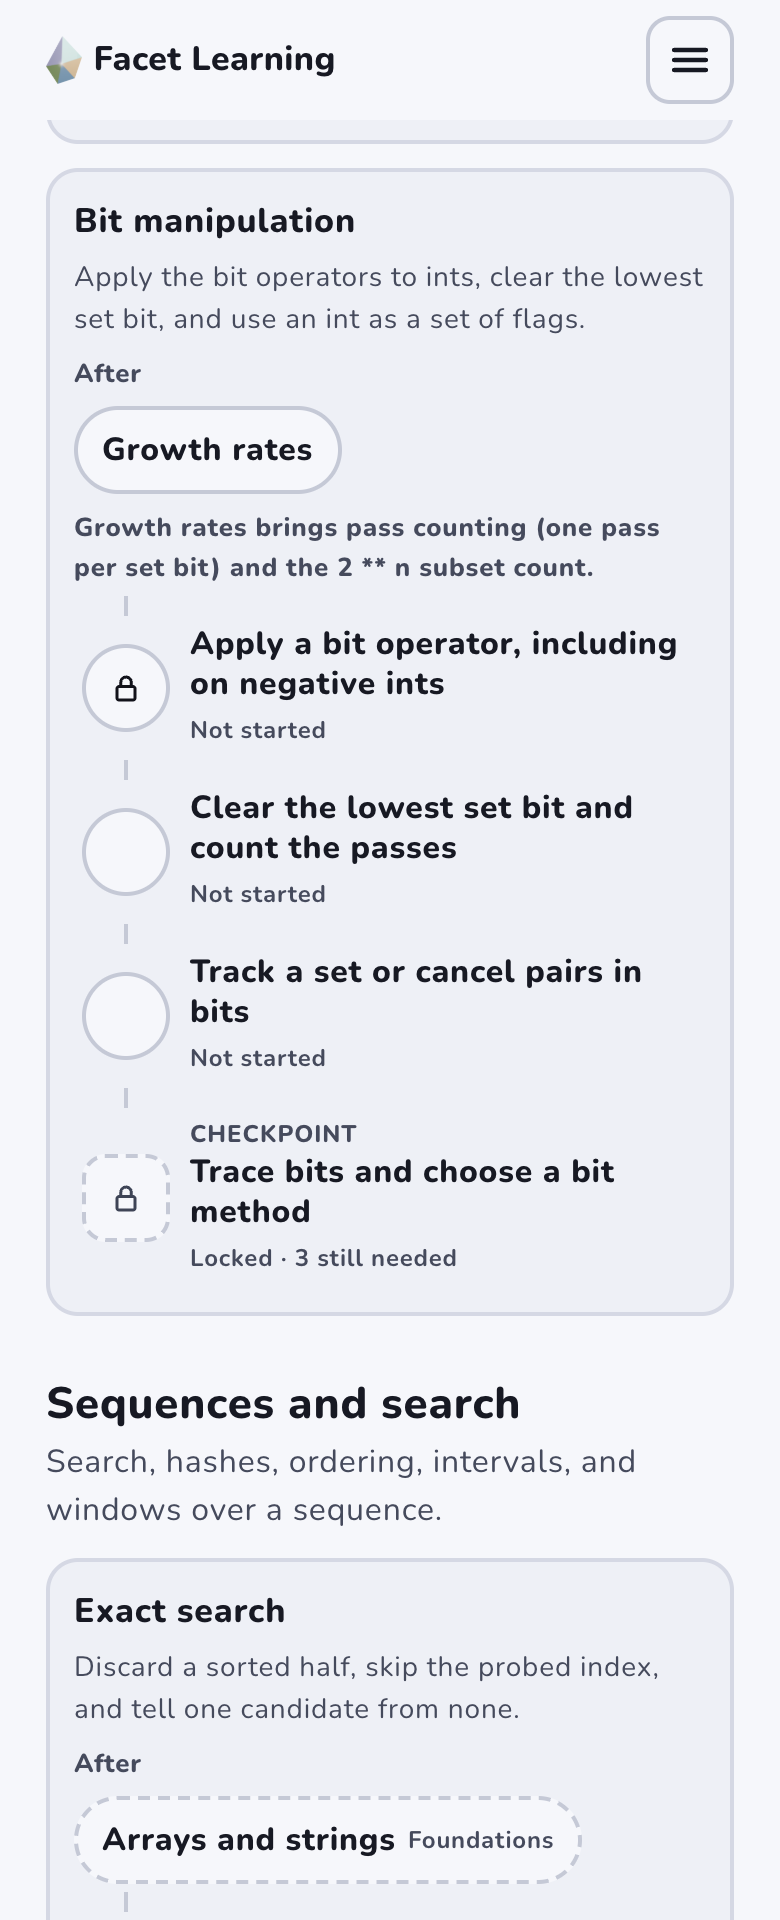 Facet Learning
Bit manipulation
Apply the bit operators to ints, clear the lowest
set bit, and use an int as a set of flags.
After
Growth rates
Growth rates brings pass counting (one pass
per set bit) and the 2 ** n subset count.
Apply a bit operator, including
on negative ints
Not started
Clear the lowest set bit and
count the passes
Not started
Track a set or cancel pairs in
bits
Not started
CHECKPOINT
Trace bits and choose a bit
method
Locked · 3 still needed
Sequences and search
Search, hashes, ordering, intervals, and
windows over a sequence.
Exact search
Discard a sorted half, skip the probed index,
and tell one candidate from none.
After
Arrays and strings Foundations